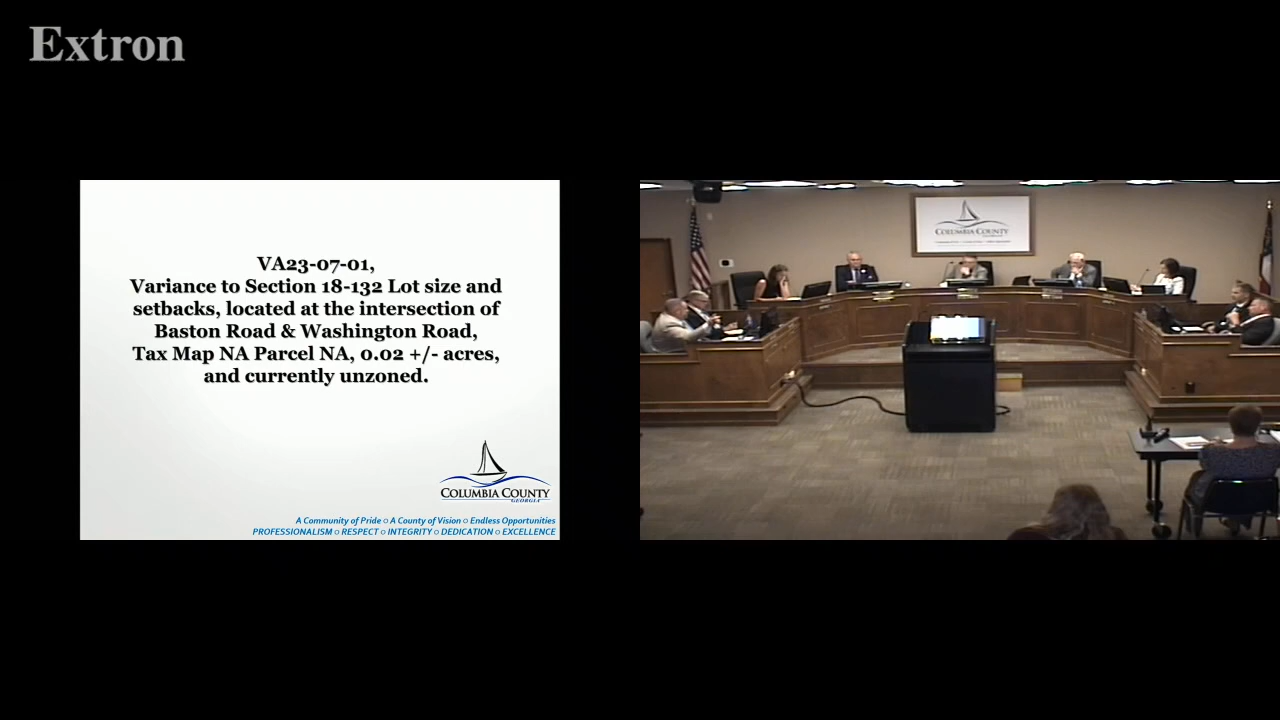 Extron
VA23-07-01,
Variance to Section 18-132 Lot size and
setbacks, located at the intersection of
Baston Road & Washington Road,
Tax Map NA Parcel NA, 0.02 +/- acres,
and currently unzoned.
COLUMBIA COUNTY
GEORGIA
A Community of Pride ○ A County of Vision ○ Endless Opportunities
PROFESSIONALISM ○ RESPECT ○ INTEGRITY ○ DEDICATION ○ EXCELLENCE
COLUMBIA COUNTY